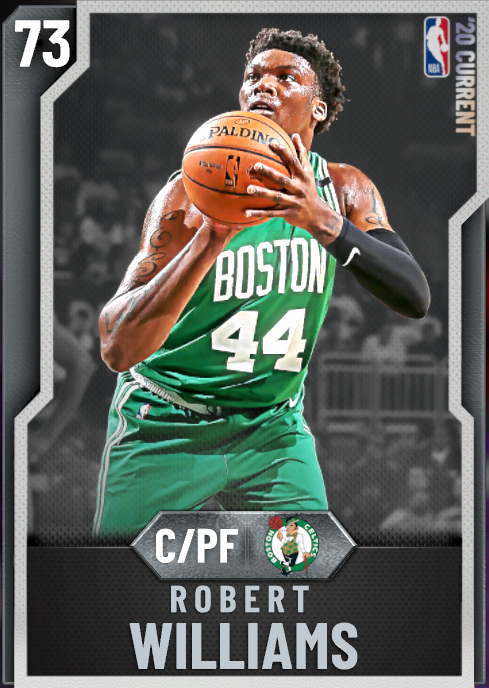 73
NBA
'20 CURRENT
SPALDING
BOSTON
44
C/PF
BOSTON
CELTICS
ROBERT
WILLIAMS